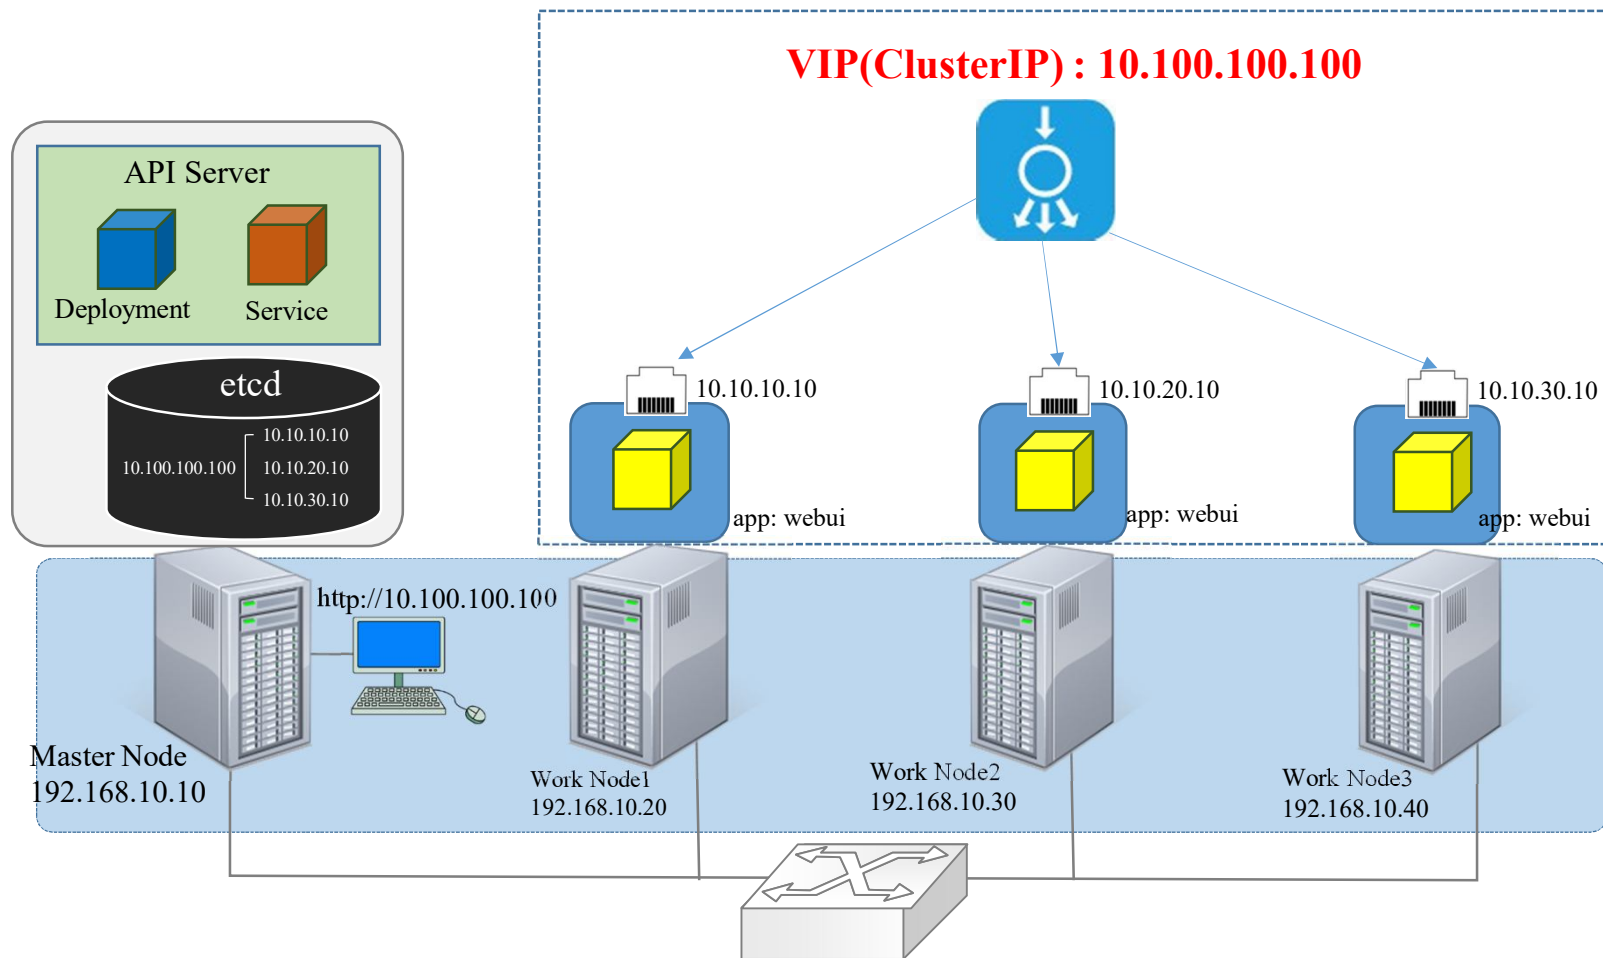 VIP(ClusterIP) : 10.100.100.100
API Server
Deployment
Service
etcd
10.100.100.100
10.10.10.10
10.10.20.10
10.10.30.10
10.10.10.10
10.10.20.10
10.10.30.10
app: webui
app: webui
app: webui
http://10.100.100.100
Master Node
192.168.10.10
Work Node1
192.168.10.20
Work Node2
192.168.10.30
Work Node3
192.168.10.40